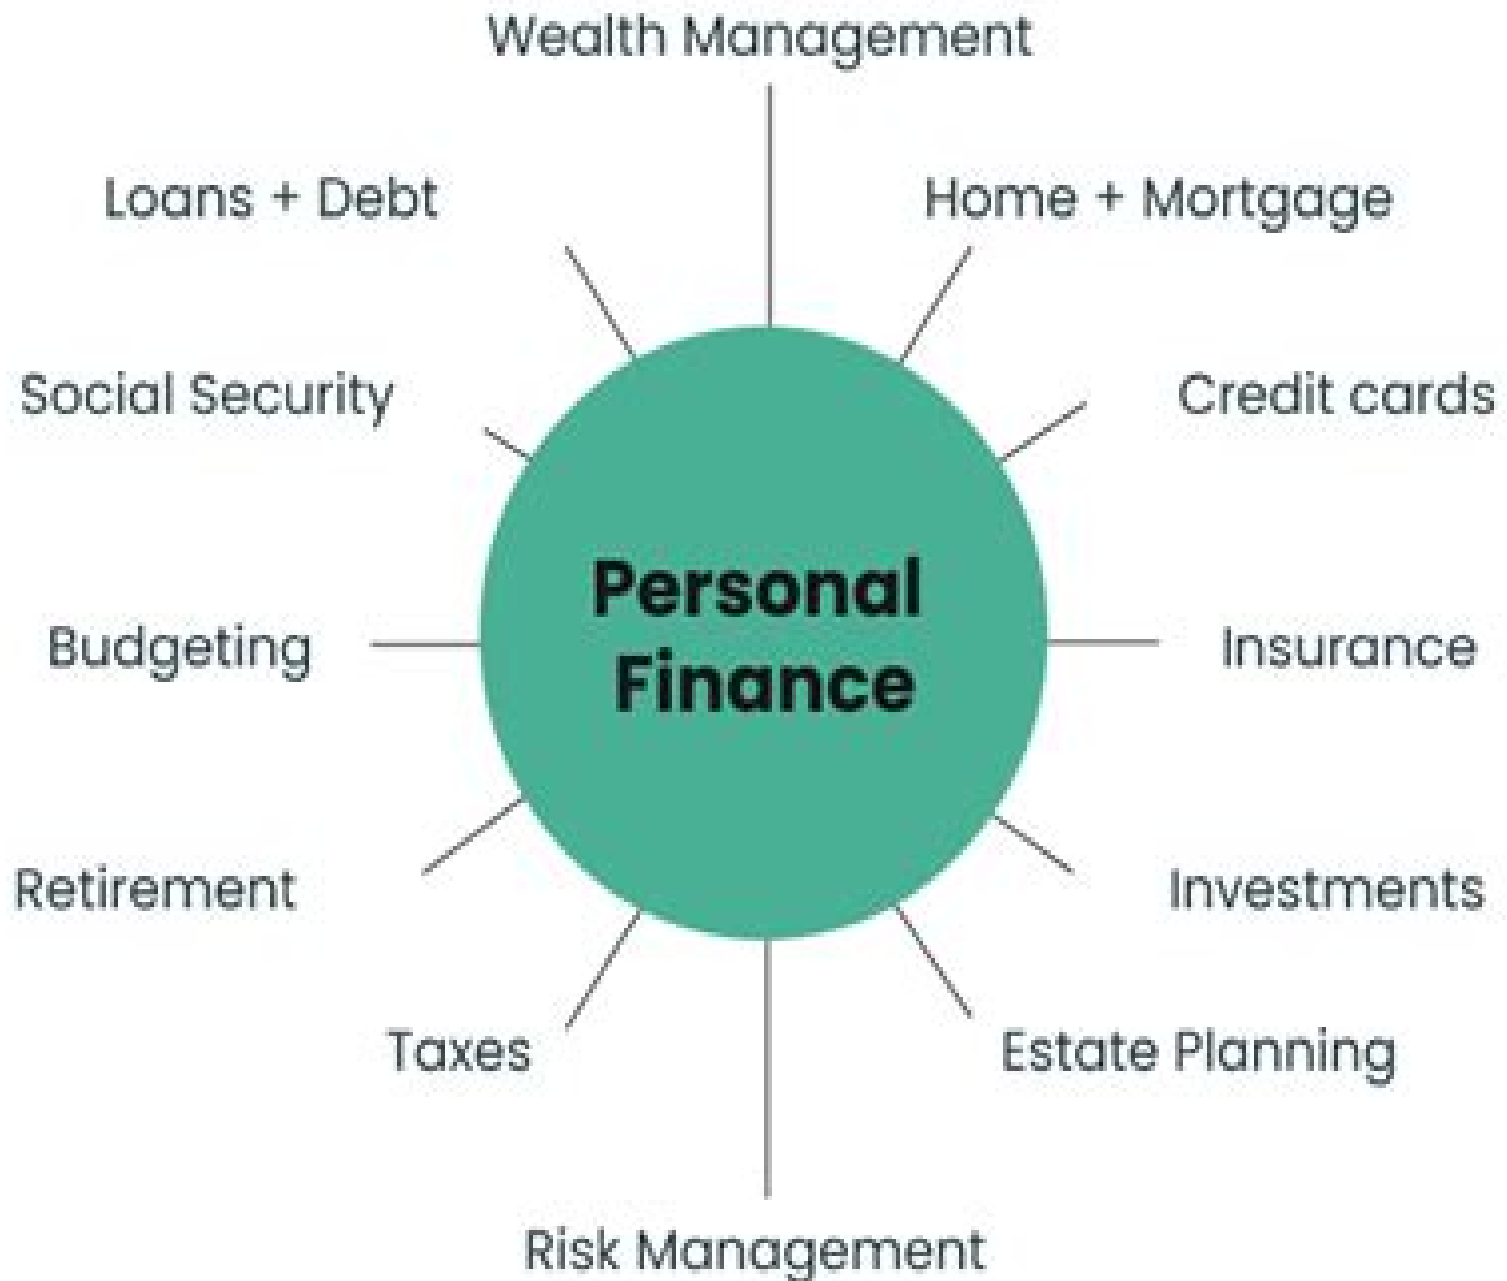 Wealth Management
Loans + Debt
Home + Mortgage
Social Security
Credit cards
Personal
Finance
Budgeting
Insurance
Retirement
Investments
Taxes
Estate Planning
Risk Management